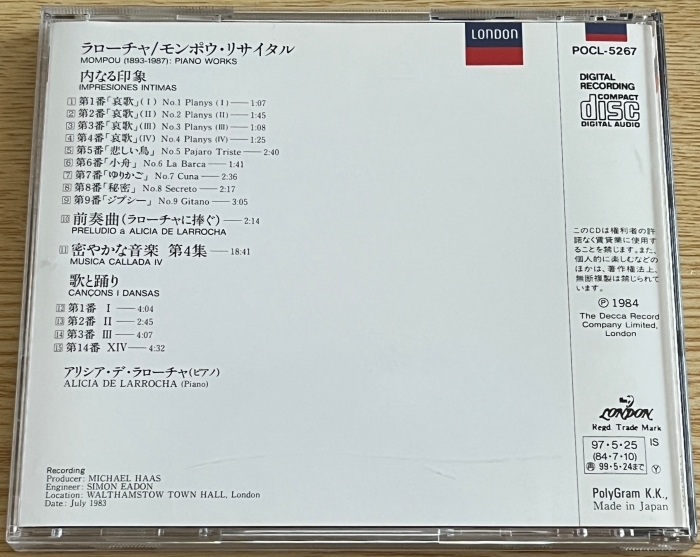 ラローチャ/モンポウ・リサイタル
MOMPOU (1893-1987): PIANO WORKS
内なる印象
IMPRESIONES INTIMAS
1 第1番「哀歌」(I) No.1 Planys (I)——1:07
2 第2番「哀歌」(II) No.2 Planys (II)——1:45
3 第3番「哀歌」(III) No.3 Planys (III)——1:08
4 第4番「哀歌」(IV) No.4 Planys (IV)——1:25
5 第5番「悲しい鳥」No.5 Pajaro Triste——2:40
6 第6番「小舟」No.6 La Barca——1:41
7 第7番「ゆりかご」No.7 Cuna——2:36
8 第8番「秘密」No.8 Secreto——2:17
9 第9番「ジプシー」No.9 Gitano——3:05
10 前奏曲(ラローチャに捧ぐ)——2:14
PRELUDIO à ALICIA DE LARROCHA
11 密やかな音楽 第4集——18:41
MUSICA CALLADA IV
歌と踊り
CANÇONS I DANSAS
12 第1番 I——4:04
13 第2番 II——2:45
14 第3番 III——4:07
15 第14番 XIV——4:32
アリシア・デ・ラローチャ(ピアノ)
ALICIA DE LARROCHA (Piano)
Recording
Producer: MICHAEL HAAS
Engineer: SIMON EADON
Location: WALTHAMSTOW TOWN HALL, London
Date: July 1983
LONDON
POCL-5267
DIGITAL
RECORDING
COMPACT
disc
DIGITAL AUDIO
このCDは権利者の許
諾なく賃貸業に使用す
ることを禁じます。また、
個人的に楽しむなどの
ほかは、著作権法上、
無断複製は禁じられて
います。
Ⓟ 1984
The Decca Record
Company Limited,
London
LONDON
Regd. Trade Mark
97・5・25 IS
(84・7・10)
再 99・5・24まで Y
PolyGram K.K.,
Made in Japan